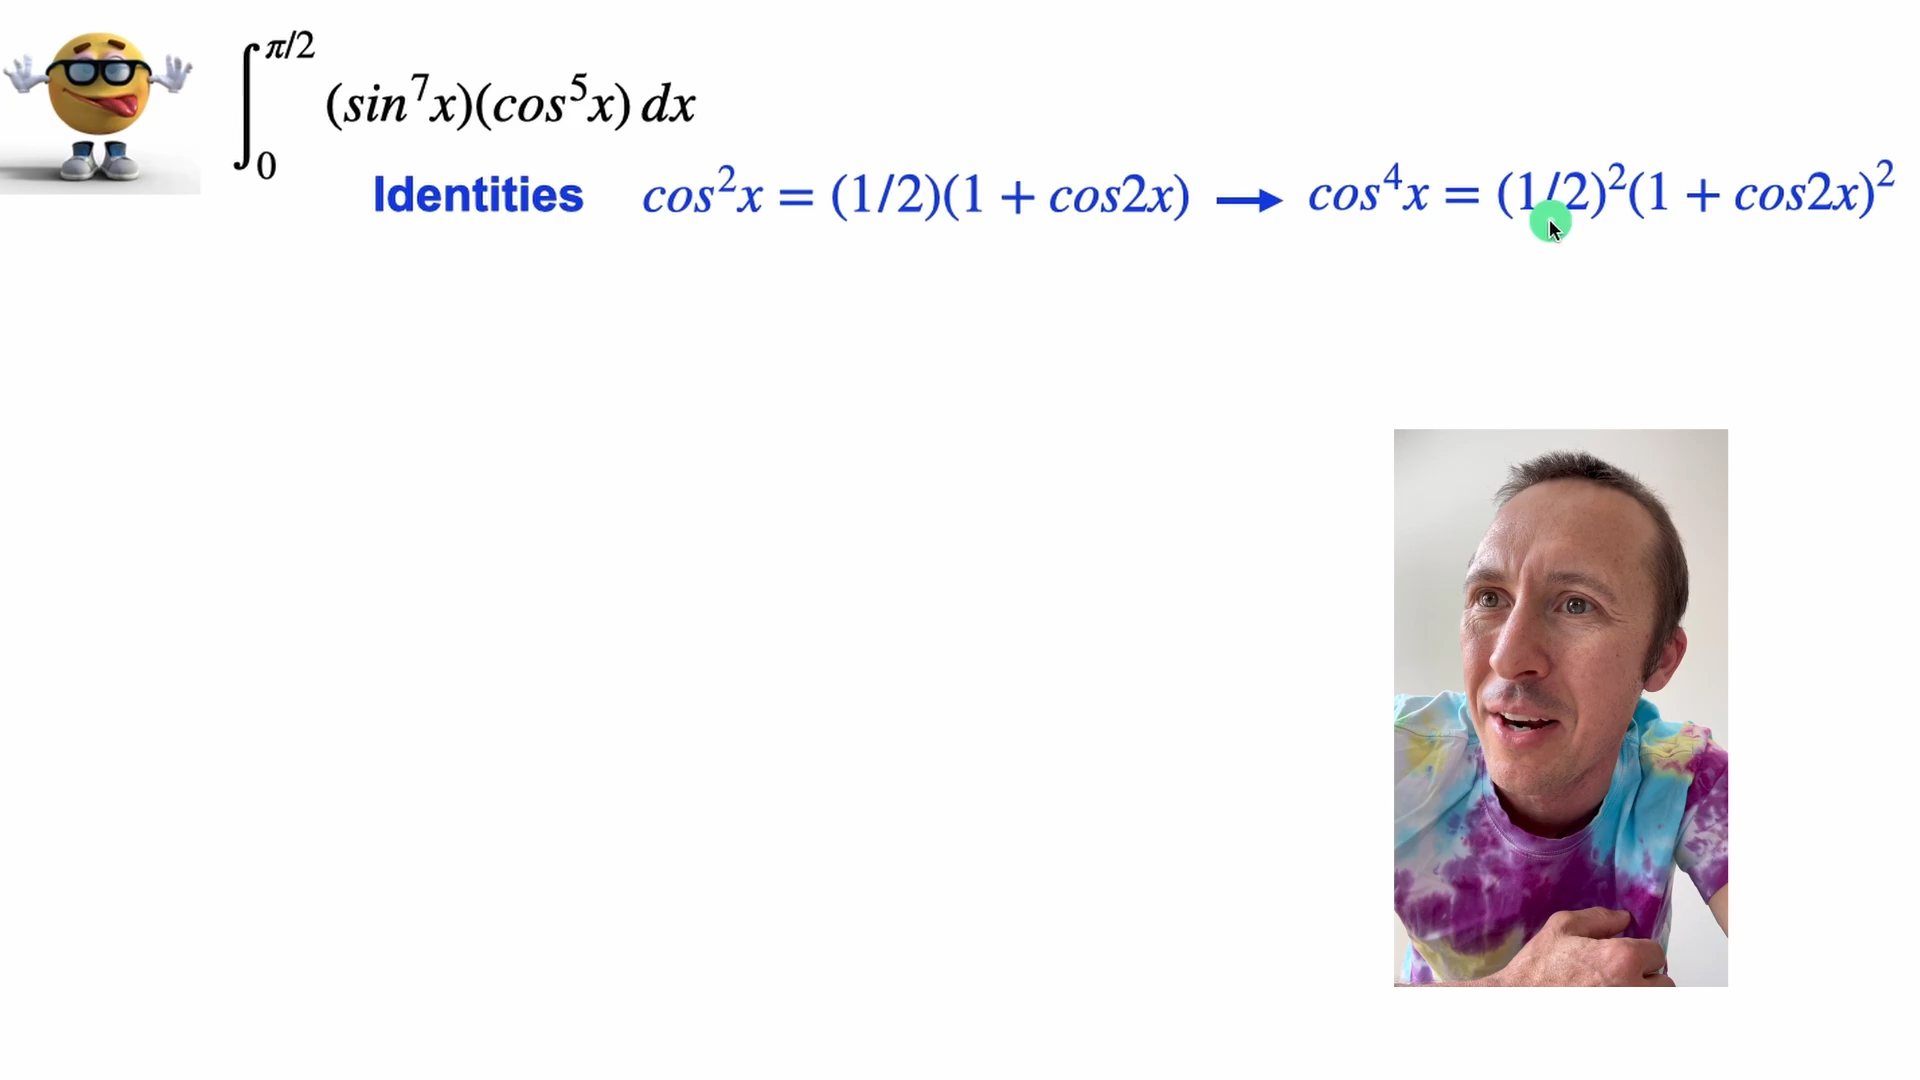 ∫₀^π/2 (sin⁷x)(cos⁵x) dx
Identities cos²x = (1/2)(1 + cos2x) → cos⁴x = (1/2)²(1 + cos2x)²